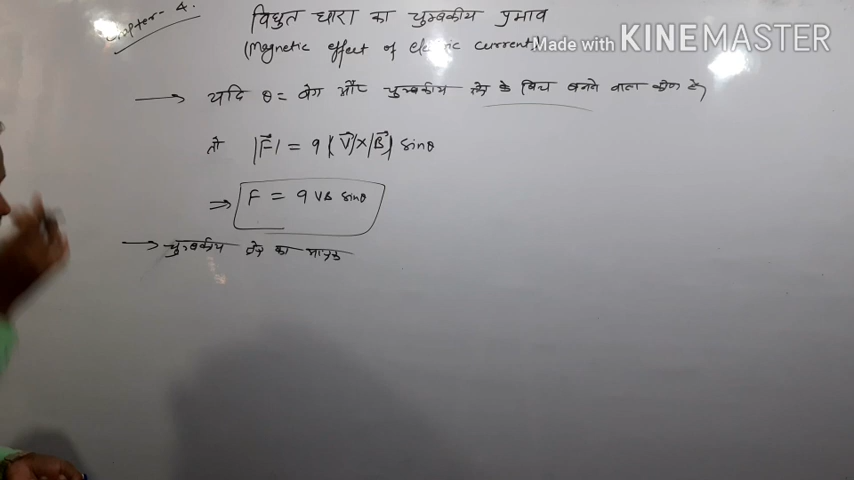 Chapter- 4.
विधुत धारा का चुम्बकीय प्रभाव
(Magnetic effect of electric current)
Made with KINEMASTER
→ यदि θ = वेग और चुम्बकीय क्षेत्र के बिच बनने वाला कोण है,
तो |F⃗| = q |V⃗|×|B⃗| sinθ
⇒ F = q VB sinθ
→ चुम्बकीय क्षेत्र का मात्रक